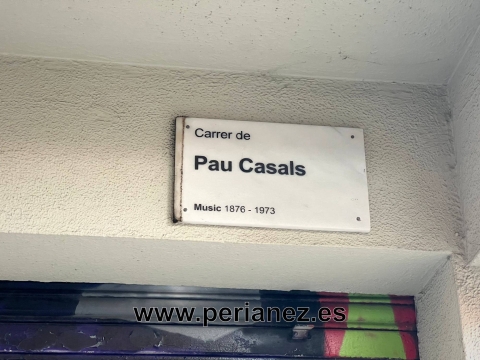 Carrer de
Pau Casals
Music 1876 - 1973
www.perianez.es